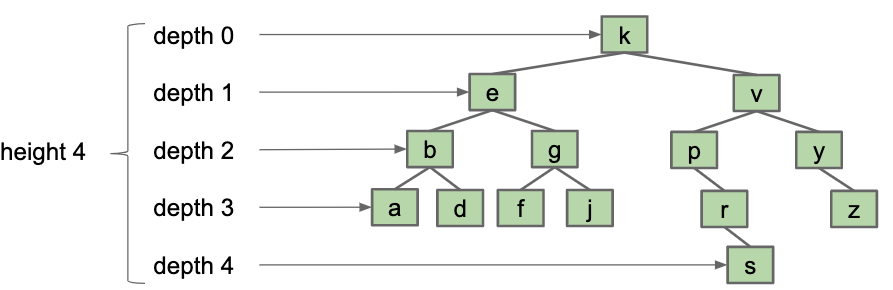 depth 0 k
depth 1 e v
height 4 depth 2 b g p y
depth 3 a d f j r z
depth 4 s